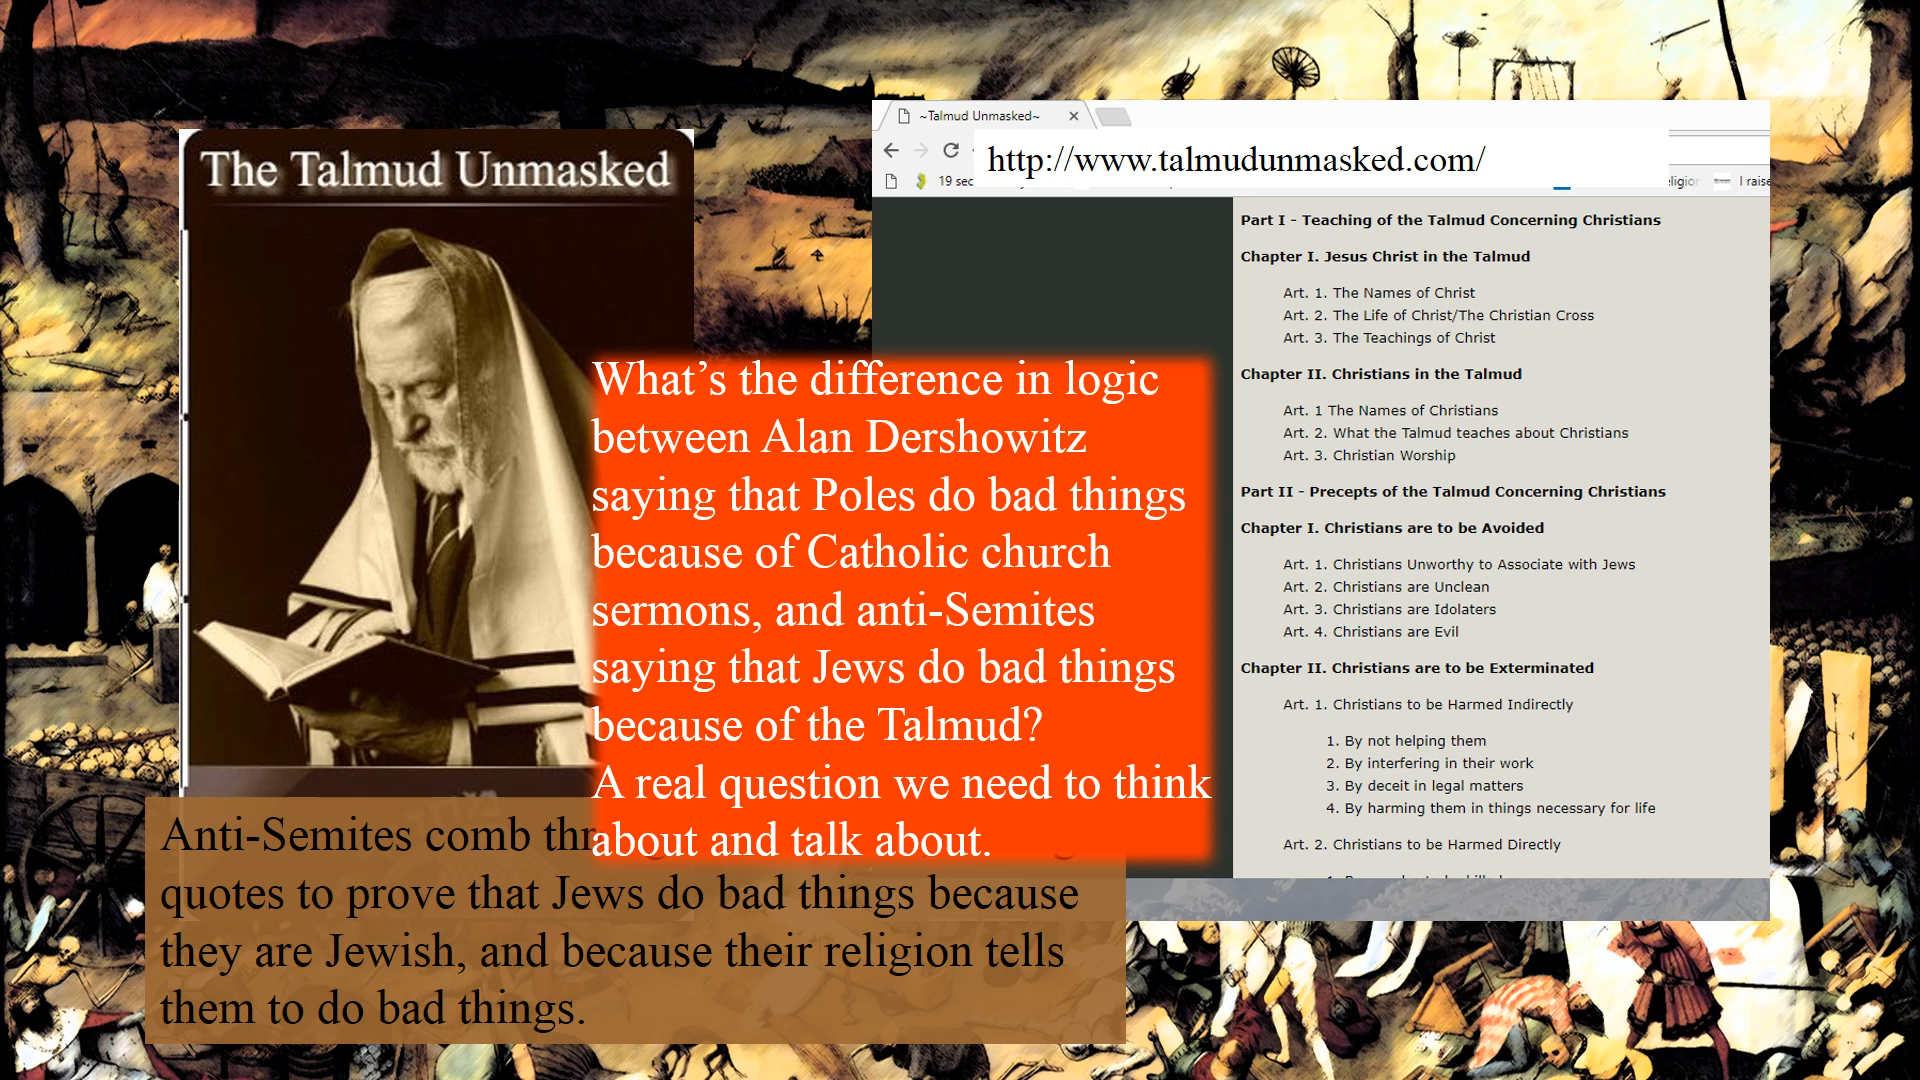 The Talmud Unmasked
~Talmud Unmasked~
http://www.talmudunmasked.com/
19 sec
I raise
Part I - Teaching of the Talmud Concerning Christians
Chapter I. Jesus Christ in the Talmud
Art. 1. The Names of Christ
Art. 2. The Life of Christ/The Christian Cross
Art. 3. The Teachings of Christ
Chapter II. Christians in the Talmud
Art. 1 The Names of Christians
Art. 2. What the Talmud teaches about Christians
Art. 3. Christian Worship
Part II - Precepts of the Talmud Concerning Christians
Chapter I. Christians are to be Avoided
Art. 1. Christians Unworthy to Associate with Jews
Art. 2. Christians are Unclean
Art. 3. Christians are Idolaters
Art. 4. Christians are Evil
Chapter II. Christians are to be Exterminated
Art. 1. Christians to be Harmed Indirectly
1. By not helping them
2. By interfering in their work
3. By deceit in legal matters
4. By harming them in things necessary for life
Art. 2. Christians to be Harmed Directly
What's the difference in logic
between Alan Dershowitz
saying that Poles do bad things
because of Catholic church
sermons, and anti-Semites
saying that Jews do bad things
because of the Talmud?
A real question we need to think
about and talk about.
Anti-Semites comb
quotes to prove that Jews do bad things because
they are Jewish, and because their religion tells
them to do bad things.